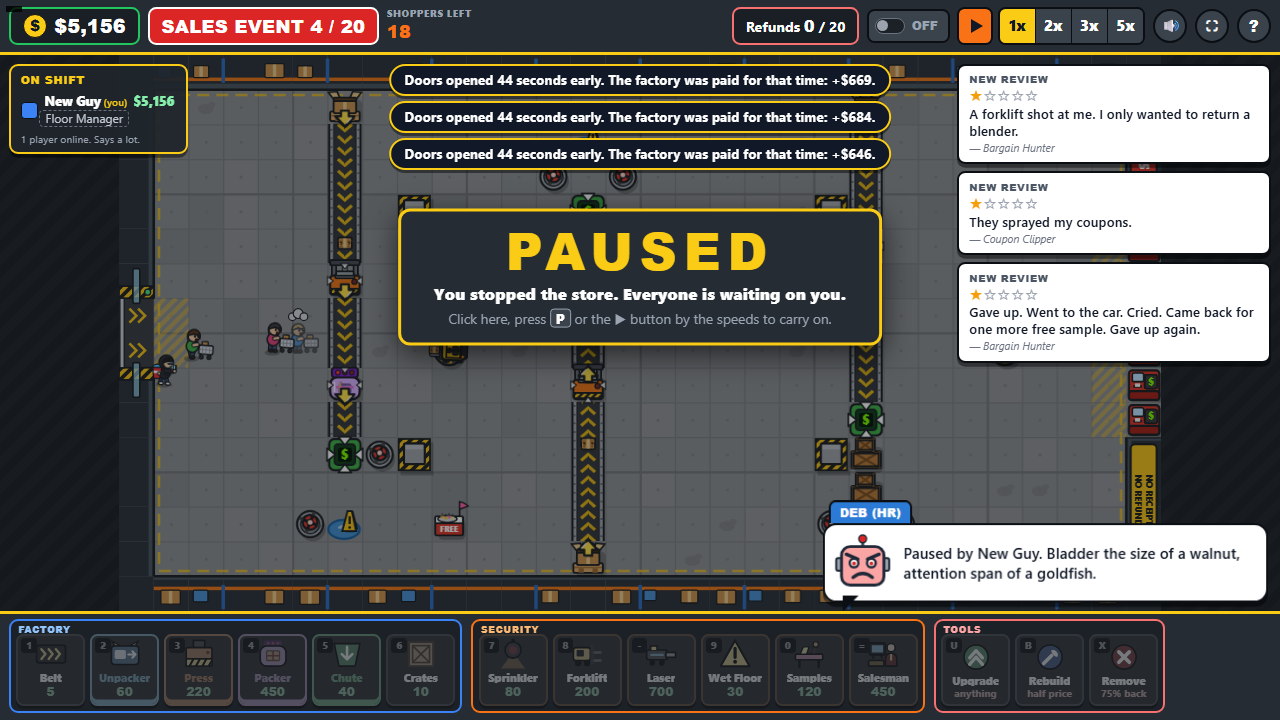 $5,156
SALES EVENT 4 / 20
SHOPPERS LEFT
18
Refunds 0 / 20
OFF
1x
2x
3x
5x
?
ON SHIFT
New Guy (you) $5,156
Floor Manager
1 player online. Says a lot.
Doors opened 44 seconds early. The factory was paid for that time: +$669.
Doors opened 44 seconds early. The factory was paid for that time: +$684.
Doors opened 44 seconds early. The factory was paid for that time: +$646.
NEW REVIEW
A forklift shot at me. I only wanted to return a
blender.
— Bargain Hunter
NEW REVIEW
They sprayed my coupons.
— Coupon Clipper
NEW REVIEW
Gave up. Went to the car. Cried. Came back for
one more free sample. Gave up again.
— Bargain Hunter
PAUSED
You stopped the store. Everyone is waiting on you.
Click here, press P or the ▶ button by the speeds to carry on.
$
$
$
$
FREE
DEB (HR)
Paused by New Guy. Bladder the size of a walnut,
attention span of a goldfish.
FACTORY
1
Belt
5
2
Unpacker
60
3
Press
220
4
Packer
450
5
Chute
40
6
Crates
10
SECURITY
7
Sprinkler
80
8
Forklift
200
-
Laser
700
9
Wet Floor
30
0
Samples
120
=
Salesman
450
TOOLS
U
Upgrade
anything
B
Rebuild
half price
X
Remove
75% back